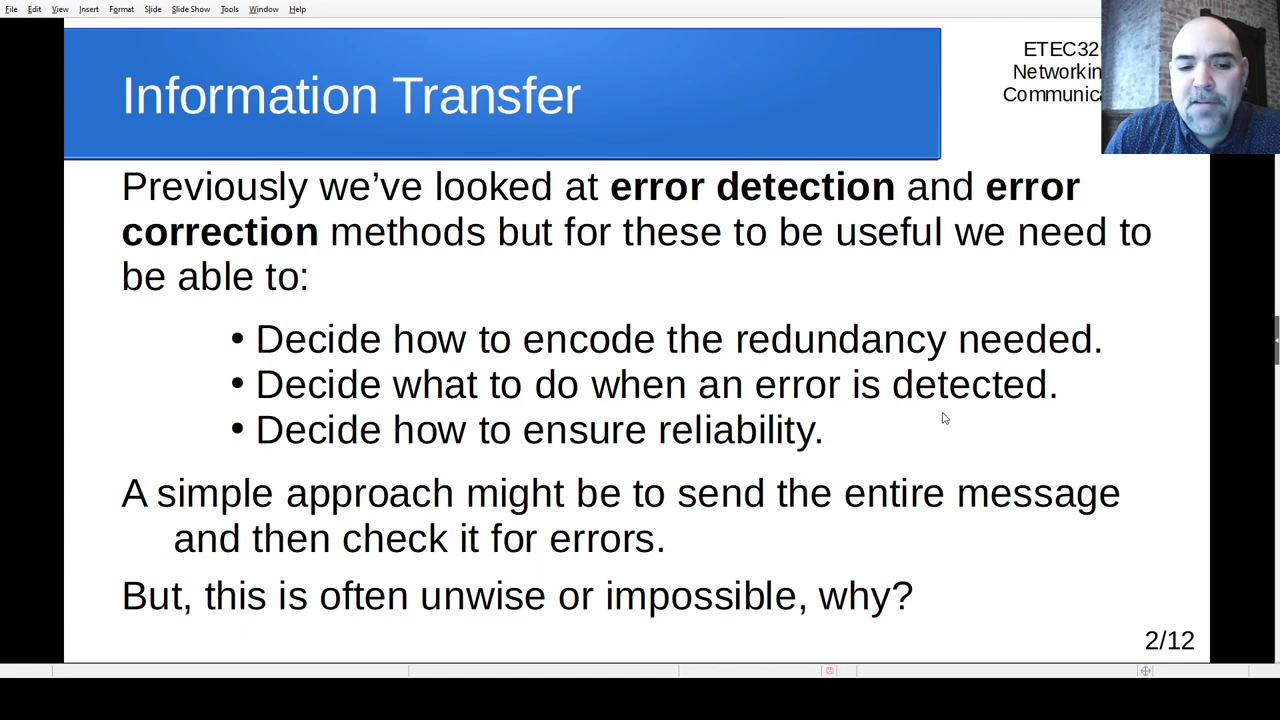 File Edit View Insert Format Slide Slide Show Tools Window Help
Information Transfer
ETEC32
Networkin
Communica
Previously we’ve looked at error detection and error
correction methods but for these to be useful we need to
be able to:
• Decide how to encode the redundancy needed.
• Decide what to do when an error is detected.
• Decide how to ensure reliability.
A simple approach might be to send the entire message
and then check it for errors.
But, this is often unwise or impossible, why?
2/12